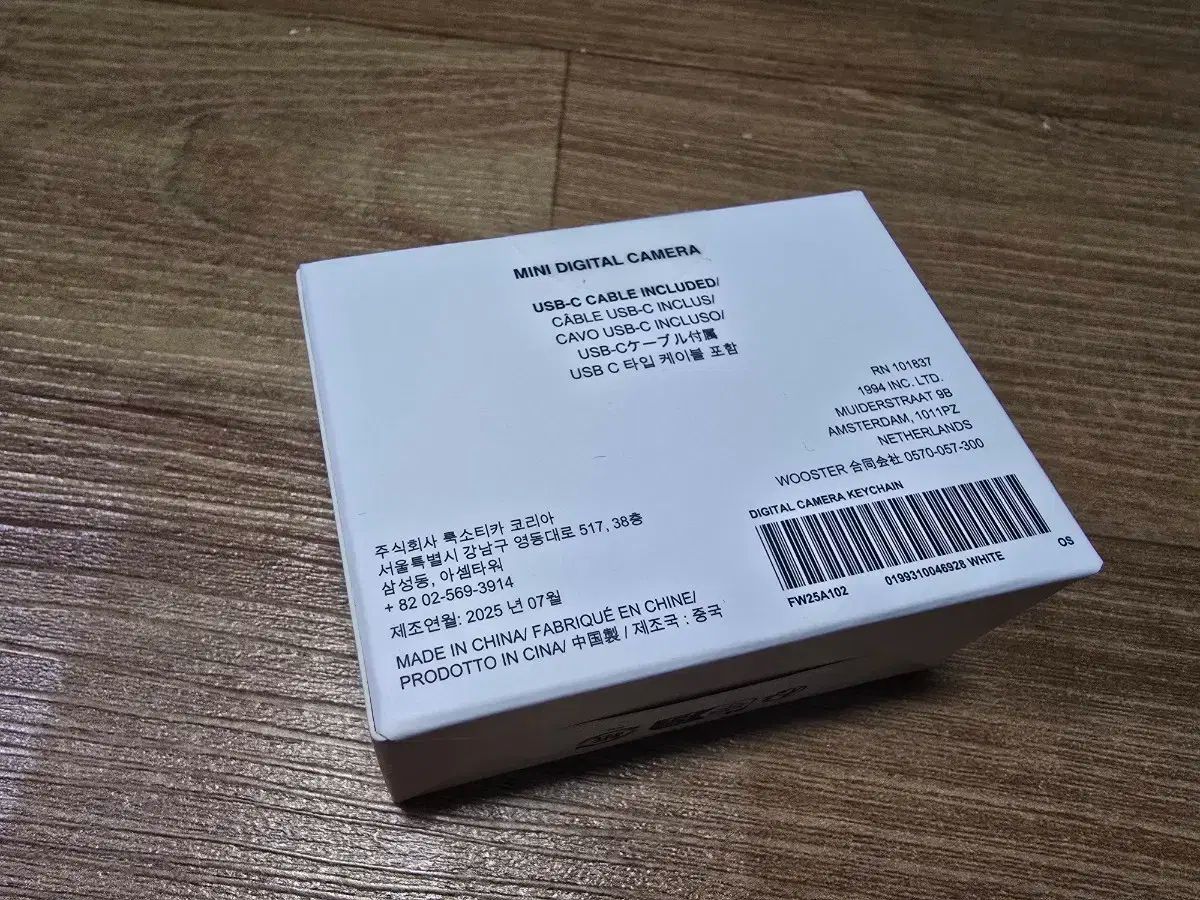 MINI DIGITAL CAMERA
USB-C CABLE INCLUDED/
CÂBLE USB-C INCLUS/
CAVO USB-C INCLUSO/
USB-Cケーブル付属
USB C 타입 케이블 포함
RN 101837
1994 INC. LTD.
MUIDERSTRAAT 9B
AMSTERDAM, 1011PZ
NETHERLANDS
WOOSTER 合同会社 0570-057-300
DIGITAL CAMERA KEYCHAIN
FW25A102 0199310046928 WHITE OS
주식회사 룩소티카 코리아
서울특별시 강남구 영동대로 517, 38층
삼성동, 아셈타워
+ 82 02-569-3914
제조연월: 2025 년 07월
MADE IN CHINA/ FABRIQUÉ EN CHINE/
PRODOTTO IN CINA/ 中国製 / 제조국 : 중국